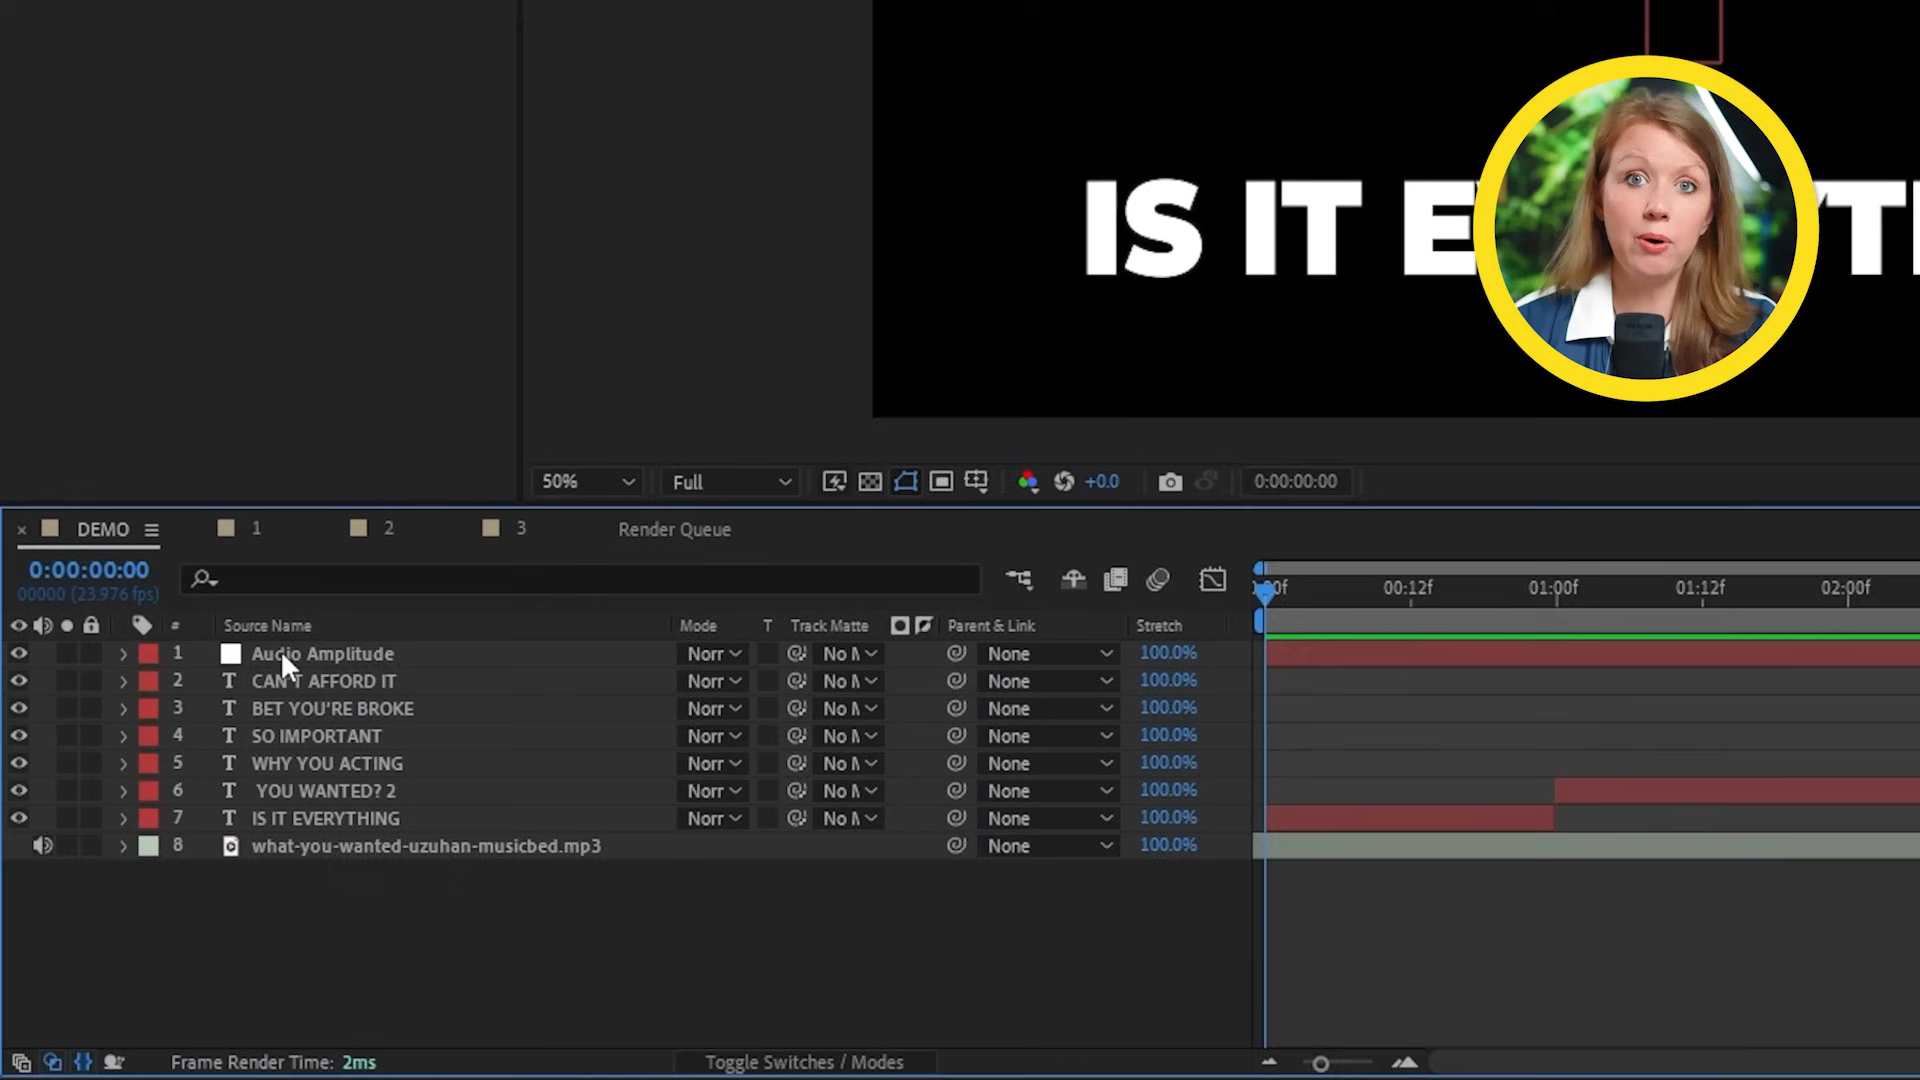 IS IT E YTH
50% Full +0.0 0:00:00:00
DEMO 1 2 3 Render Queue
0:00:00:00
00000 (23.976 fps)
:00f 00:12f 01:00f 01:12f 02:00f
# Source Name Mode T Track Matte Parent & Link Stretch
1 Audio Amplitude Norr No M None 100.0%
2 T CAN'T AFFORD IT Norr No M None 100.0%
3 T BET YOU'RE BROKE Norr No M None 100.0%
4 T SO IMPORTANT Norr No M None 100.0%
5 T WHY YOU ACTING Norr No M None 100.0%
6 T YOU WANTED? 2 Norr No M None 100.0%
7 T IS IT EVERYTHING Norr No M None 100.0%
8 what-you-wanted-uzuhan-musicbed.mp3 None 100.0%
Frame Render Time: 2ms Toggle Switches / Modes